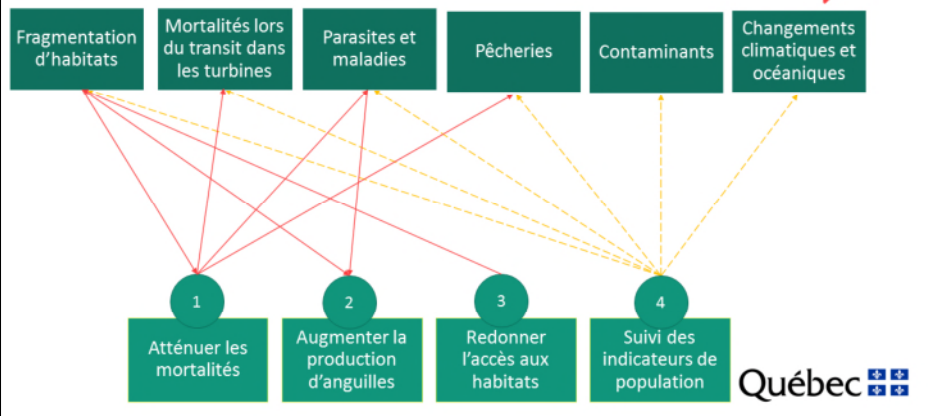 Fragmentation
d'habitats
Mortalités lors
du transit dans
les turbines
Parasites et
maladies
Pêcheries
Contaminants
Changements
climatiques et
océaniques
1
2
3
4
Atténuer les
mortalités
Augmenter la
production
d'anguilles
Redonner
l'accès aux
habitats
Suivi des
indicateurs de
population
Québec